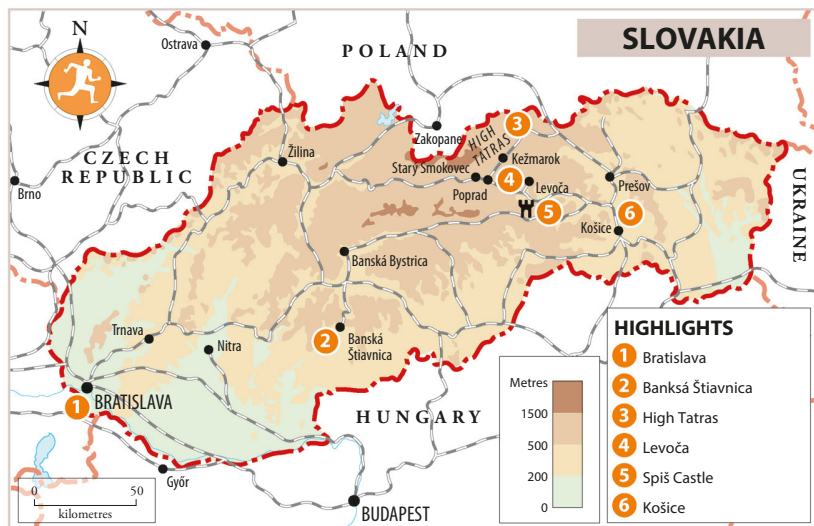 SLOVAKIA
N
Ostrava
POLAND
Zakopane
HIGH
TATRAS
3
Žilina
CZECH
REPUBLIC
Brno
Starý Smokovec
Kežmarok
Poprad
4
Levoča
5
Prešov
6
Košice
UKRAINE
Banská Bystrica
2
Banská
Štiavnica
Trnava
Nitra
1
BRATISLAVA
HUNGARY
Győr
BUDAPEST
0 50
kilometres
Metres
1500
500
200
0
HIGHLIGHTS
1 Bratislava
2 Banksá Štiavnica
3 High Tatras
4 Levoča
5 Spiš Castle
6 Košice